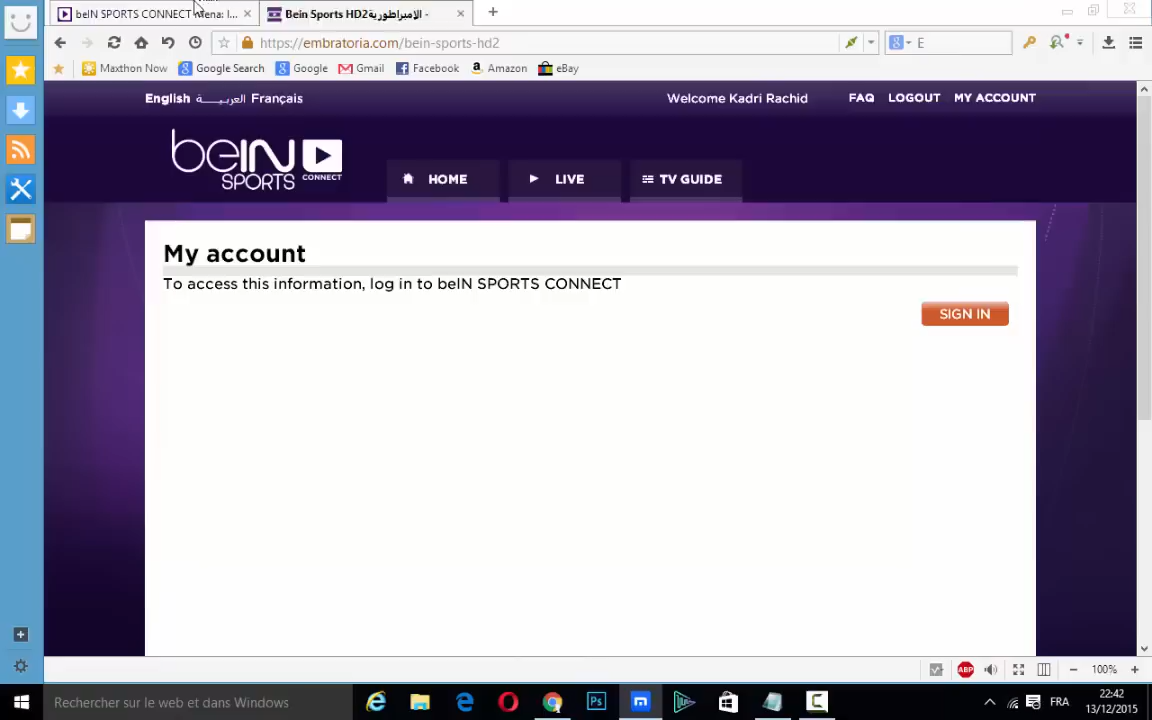 beIN SPORTS CONNECT Mena: I...
Bein Sports HD2الإمبراطورية -
https://embratoria.com/bein-sports-hd2
E
Maxthon Now Google Search Google Gmail Facebook Amazon eBay
English العربيـــــة Français
Welcome Kadri Rachid FAQ LOGOUT MY ACCOUNT
beIN SPORTS CONNECT
HOME LIVE TV GUIDE
My account
To access this information, log in to beIN SPORTS CONNECT
SIGN IN
ABP 100%
Rechercher sur le web et dans Windows
Ps
FRA
22:42
13/12/2015